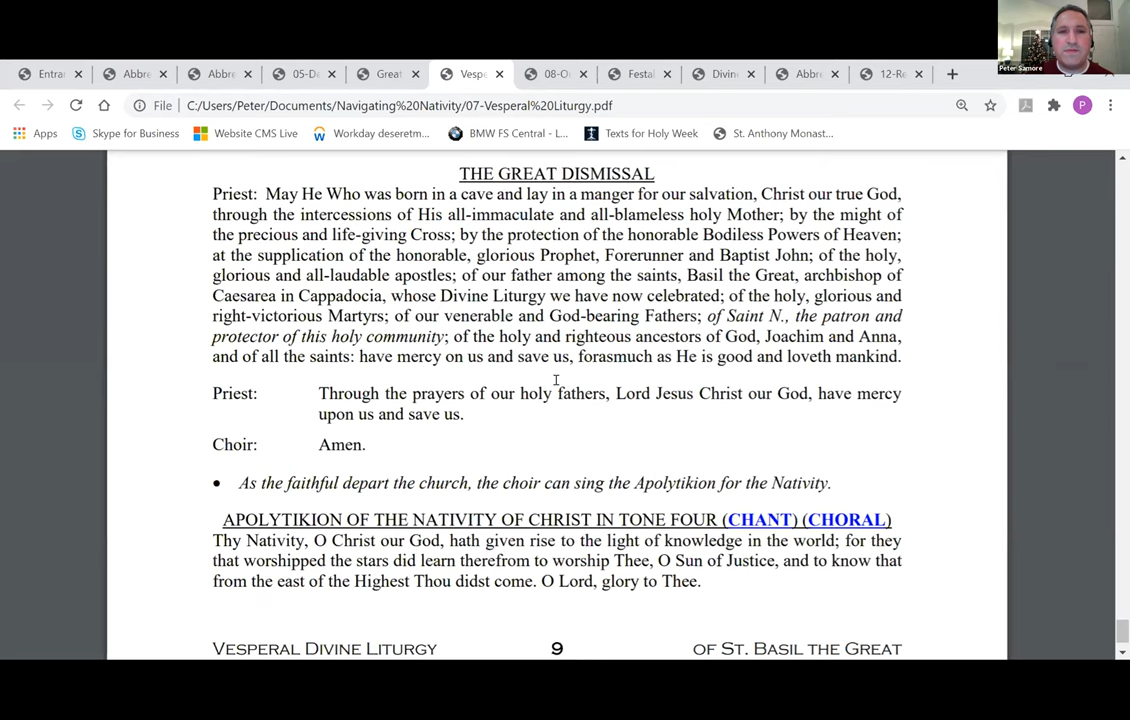 Peter Samore
Entra
Abbre
Abbre
05-De
Great
Vespe
08-O
Festal
Divin
Abbre
12-Re
File
C:/Users/Peter/Documents/Navigating%20Nativity/07-Vesperal%20Liturgy.pdf
P
Apps
Skype for Business
Website CMS Live
Workday deseretm...
BMW FS Central - L...
Texts for Holy Week
St. Anthony Monast...
THE GREAT DISMISSAL
Priest: May He Who was born in a cave and lay in a manger for our salvation, Christ our true God,
through the intercessions of His all-immaculate and all-blameless holy Mother; by the might of
the precious and life-giving Cross; by the protection of the honorable Bodiless Powers of Heaven;
at the supplication of the honorable, glorious Prophet, Forerunner and Baptist John; of the holy,
glorious and all-laudable apostles; of our father among the saints, Basil the Great, archbishop of
Caesarea in Cappadocia, whose Divine Liturgy we have now celebrated; of the holy, glorious and
right-victorious Martyrs; of our venerable and God-bearing Fathers; of Saint N., the patron and
protector of this holy community; of the holy and righteous ancestors of God, Joachim and Anna,
and of all the saints: have mercy on us and save us, forasmuch as He is good and loveth mankind.
Priest: Through the prayers of our holy fathers, Lord Jesus Christ our God, have mercy
upon us and save us.
Choir: Amen.
• As the faithful depart the church, the choir can sing the Apolytikion for the Nativity.
APOLYTIKION OF THE NATIVITY OF CHRIST IN TONE FOUR (CHANT) (CHORAL)
Thy Nativity, O Christ our God, hath given rise to the light of knowledge in the world; for they
that worshipped the stars did learn therefrom to worship Thee, O Sun of Justice, and to know that
from the east of the Highest Thou didst come. O Lord, glory to Thee.
VESPERAL DIVINE LITURGY 9 OF ST. BASIL THE GREAT